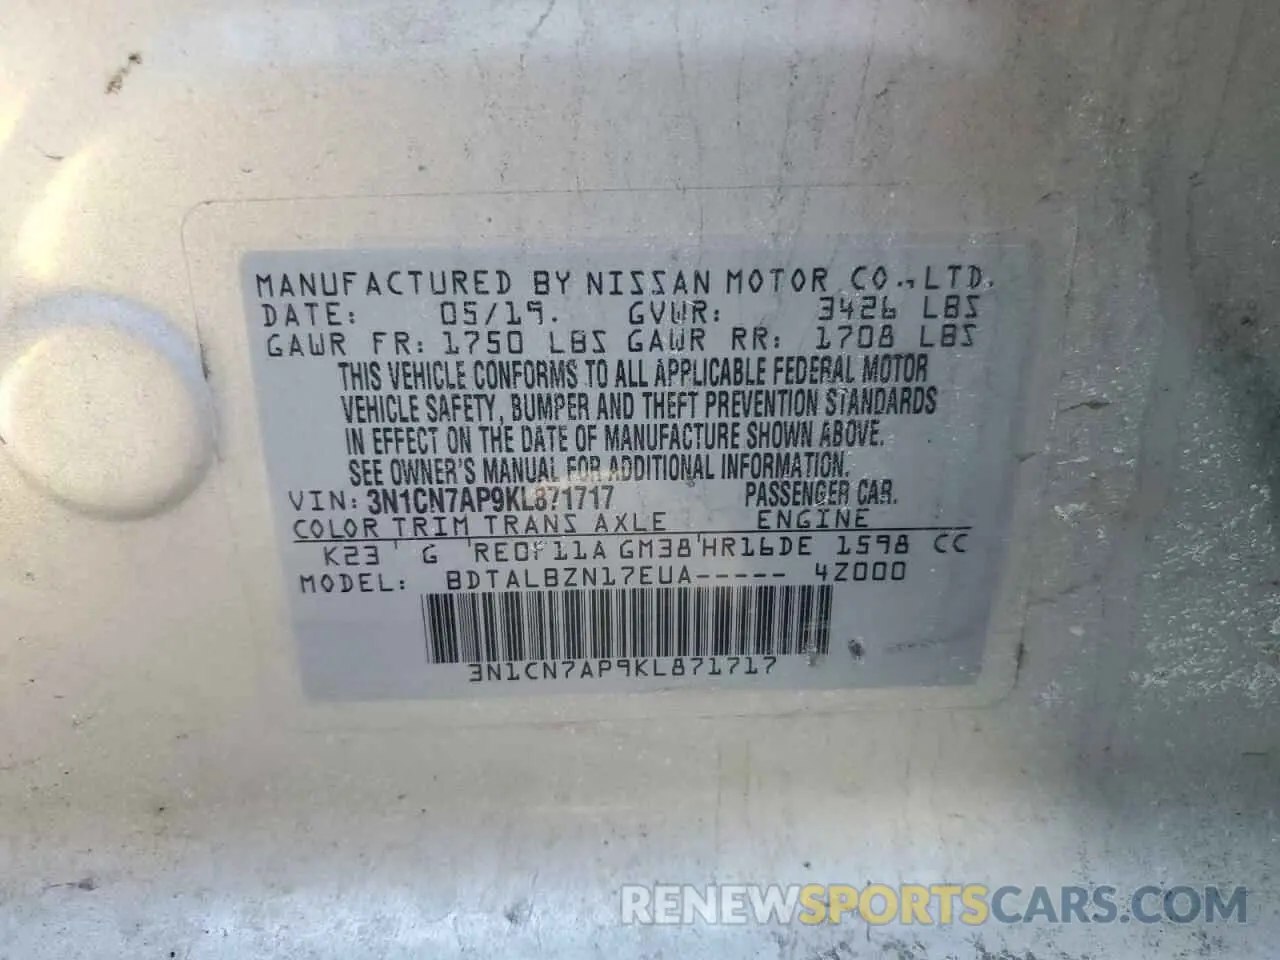 MANUFACTURED BY NISSAN MOTOR CO., LTD.
DATE: 05/19. GVWR: 3426 LBS
GAWR FR: 1750 LBS GAWR RR: 1708 LBS
THIS VEHICLE CONFORMS TO ALL APPLICABLE FEDERAL MOTOR
VEHICLE SAFETY, BUMPER AND THEFT PREVENTION STANDARDS
IN EFFECT ON THE DATE OF MANUFACTURE SHOWN ABOVE.
SEE OWNER'S MANUAL FOR ADDITIONAL INFORMATION.
VIN: 3N1CN7AP9KL871717 PASSENGER CAR.
COLOR TRIM TRANS AXLE ENGINE
K23 G RE0F11A GM38 HR16DE 1598 CC
MODEL: BDTALBZN17EUA----- 4Z000
3N1CN7AP9KL871717
RENEWSPORTSCARS.COM